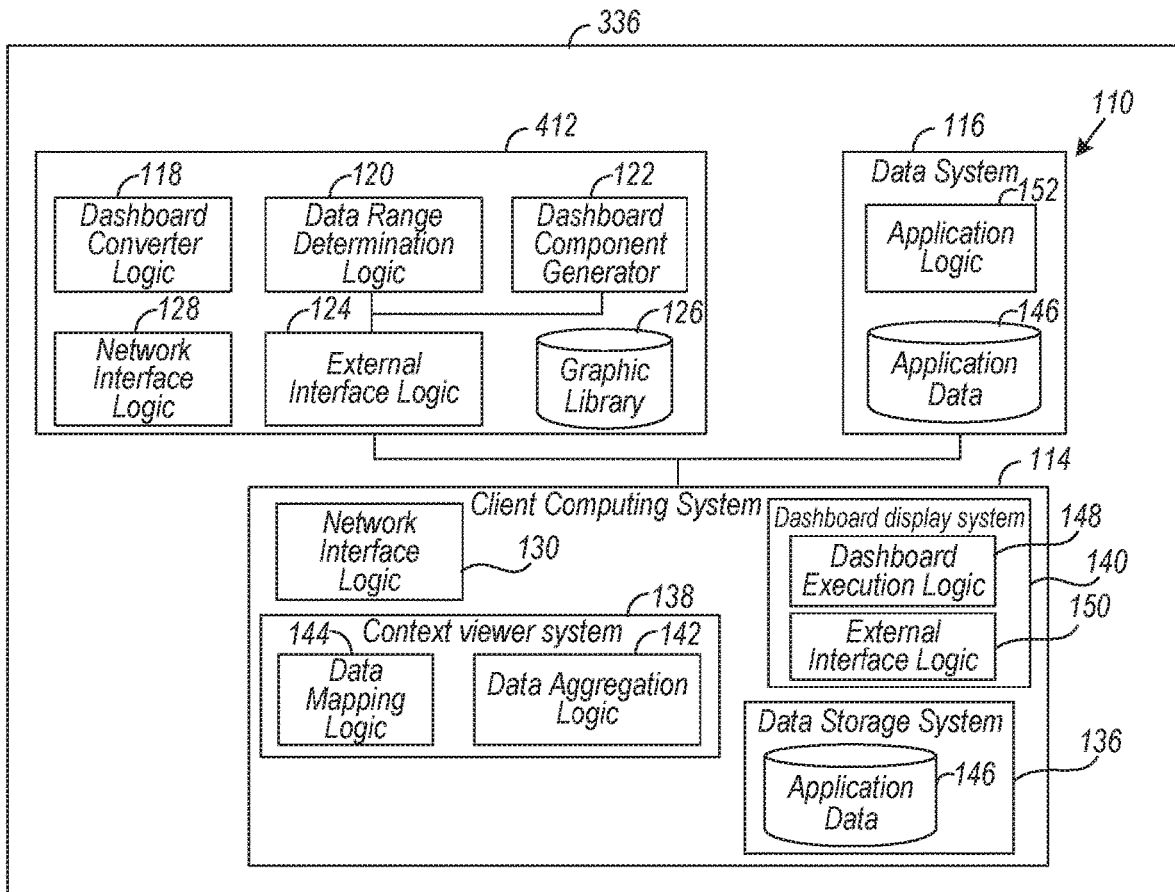 336
110
412
116
118
120
122
Data System
152
Dashboard
Converter
Logic
Data Range
Determination
Logic
Dashboard
Component
Generator
Application
Logic
128
124
126
146
Network
Interface
Logic
External
Interface Logic
Graphic
Library
Application
Data
114
Client Computing System
Network
Interface
Logic
130
Dashboard display system
Dashboard
Execution Logic
148
140
External
Interface Logic
150
138
Context viewer system
144
142
Data
Mapping
Logic
Data Aggregation
Logic
Data Storage System
136
Application
Data
146